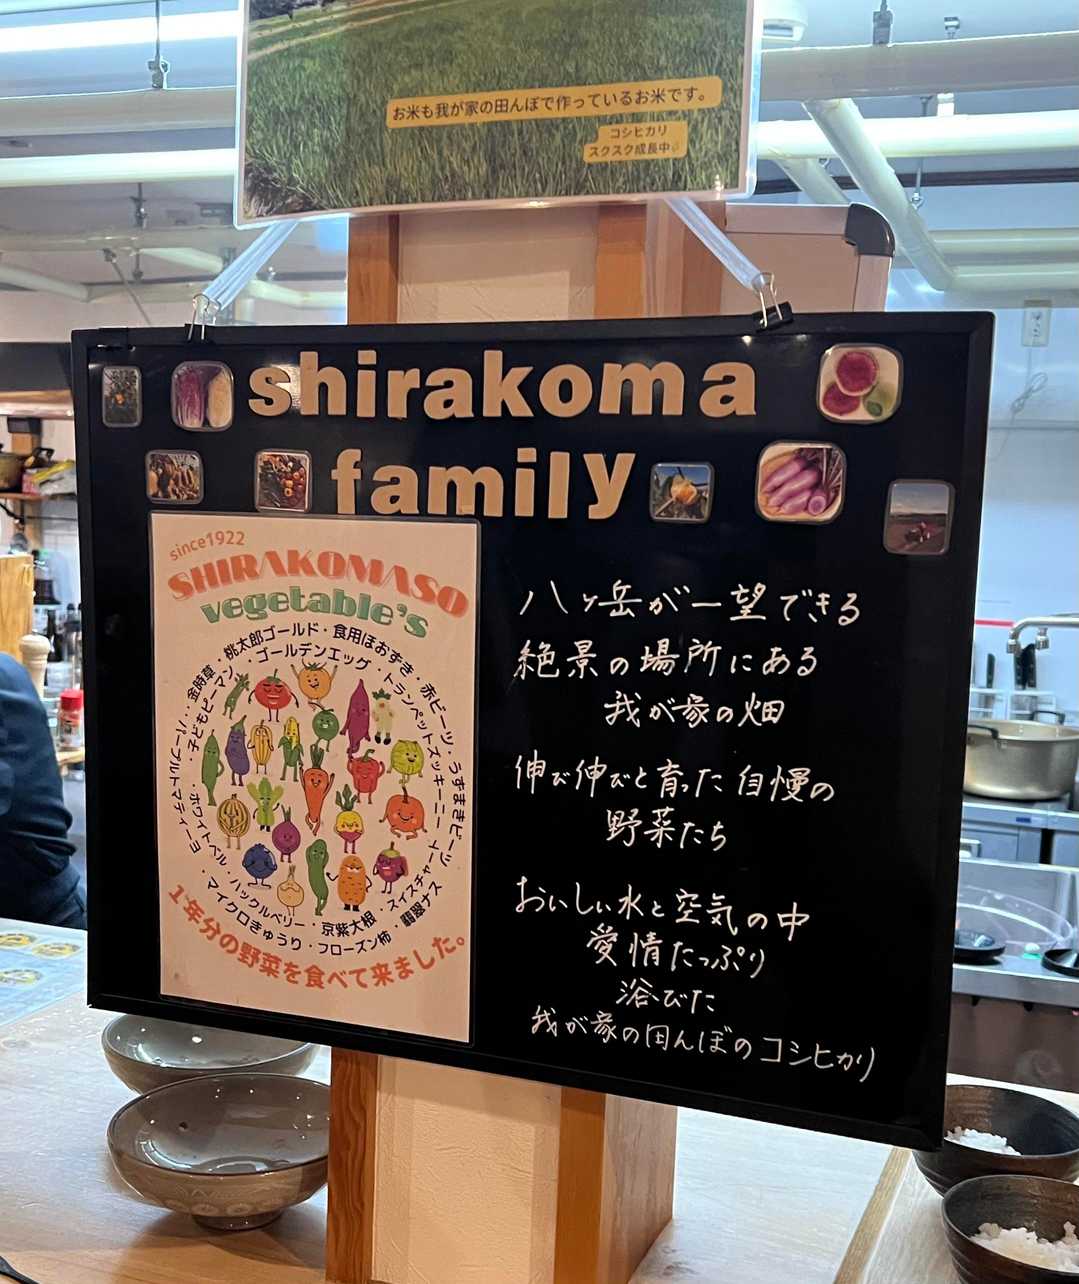 お米も我が家の田んぼで作っているお米です。
コシヒカリ
スクスク成長中
shirakoma
family
since1922
SHIRAKOMASO
vegetable's
金時草・桃太郎ゴールド・食用ほおずき・赤ビーツ・うずまきビーツ
子どもピーマン・ゴールデンエッグ・トランペットズッキーニ
パープルトマティーヨ
ホワイトベル・ハックルベリー・京紫大根・スイスチャード
マイクロきゅうり・フローズン柿・翡翠ナス
1年分の野菜を食べて来ました。
八ヶ岳が一望できる
絶景の場所にある
我が家の畑
伸び伸びと育った自慢の
野菜たち
おいしい水と空気の中
愛情たっぷり
浴びた
我が家の田んぼのコシヒカリ